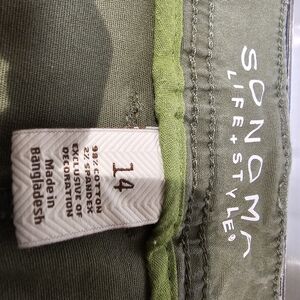 SONOMA
LIFE + STYLE®
14
98% COTTON
2% SPANDEX
EXCLUSIVE OF
DECORATION
Made in
Bangladesh